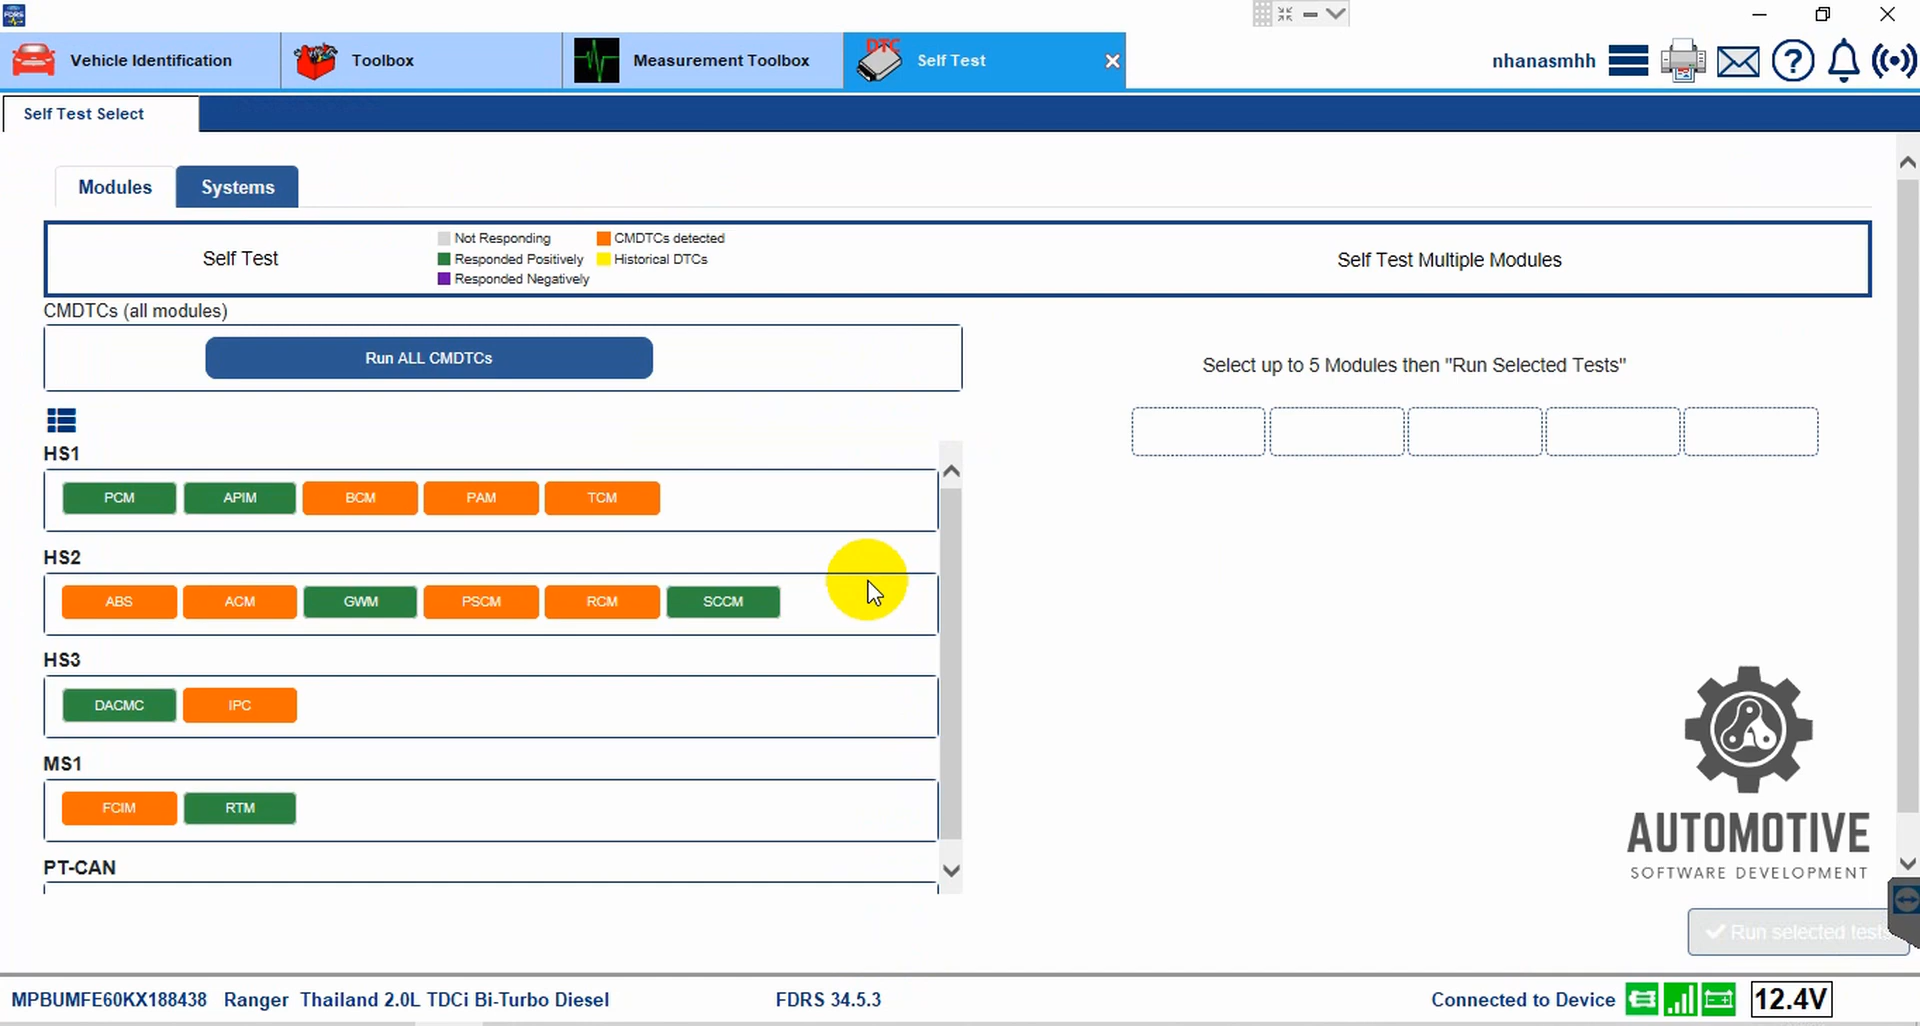 FDRS
Vehicle Identification
Toolbox
Measurement Toolbox
DTC
Self Test
nhanasmhh
Self Test Select
Modules
Systems
Self Test
Not Responding
CMDTCs detected
Responded Positively
Historical DTCs
Responded Negatively
Self Test Multiple Modules
CMDTCs (all modules)
Run ALL CMDTCs
Select up to 5 Modules then "Run Selected Tests"
HS1
PCM APIM BCM PAM TCM
HS2
ABS ACM GWM PSCM RCM SCCM
HS3
DACMC IPC
MS1
FCIM RTM
PT-CAN
AUTOMOTIVE
SOFTWARE DEVELOPMENT
Run selected tests
MPBUMFE60KX188438 Ranger Thailand 2.0L TDCi Bi-Turbo Diesel
FDRS 34.5.3
Connected to Device
12.4V